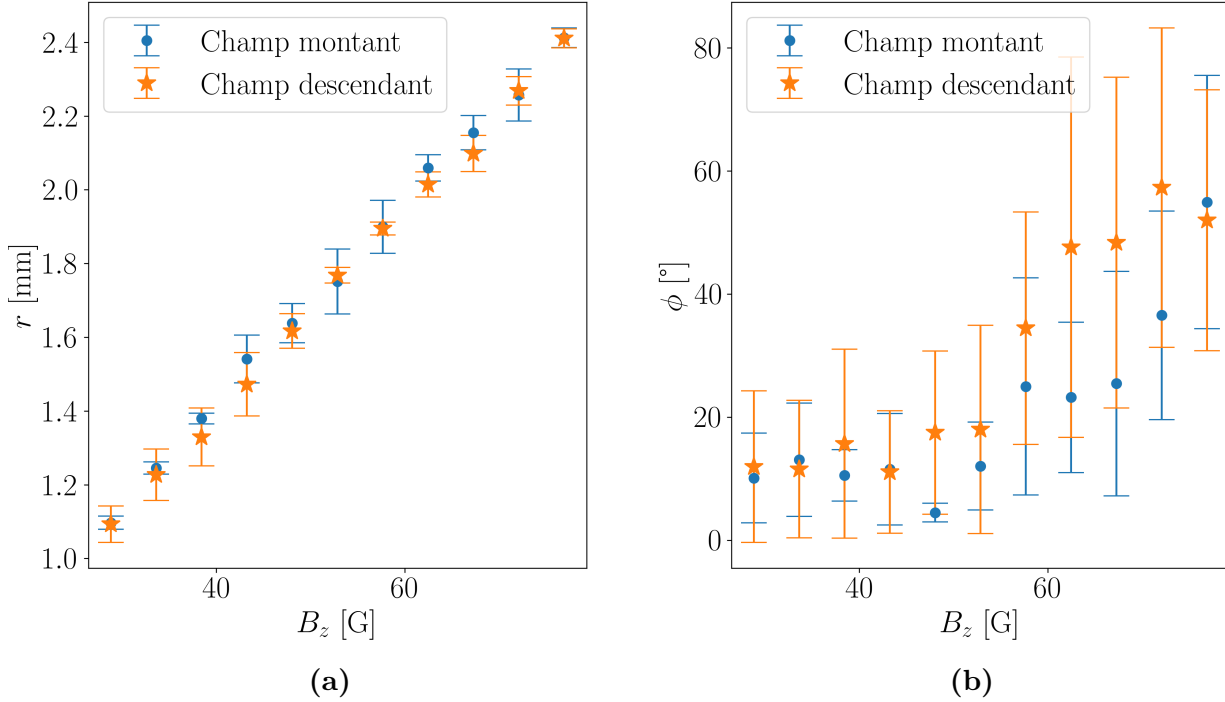 Champ montant
Champ descendant
2.4
2.2
2.0
1.8
1.6
1.4
1.2
1.0
r [mm]
40
60
B_z [G]
(a)
Champ montant
Champ descendant
80
60
40
20
0
ϕ [°]
40
60
B_z [G]
(b)